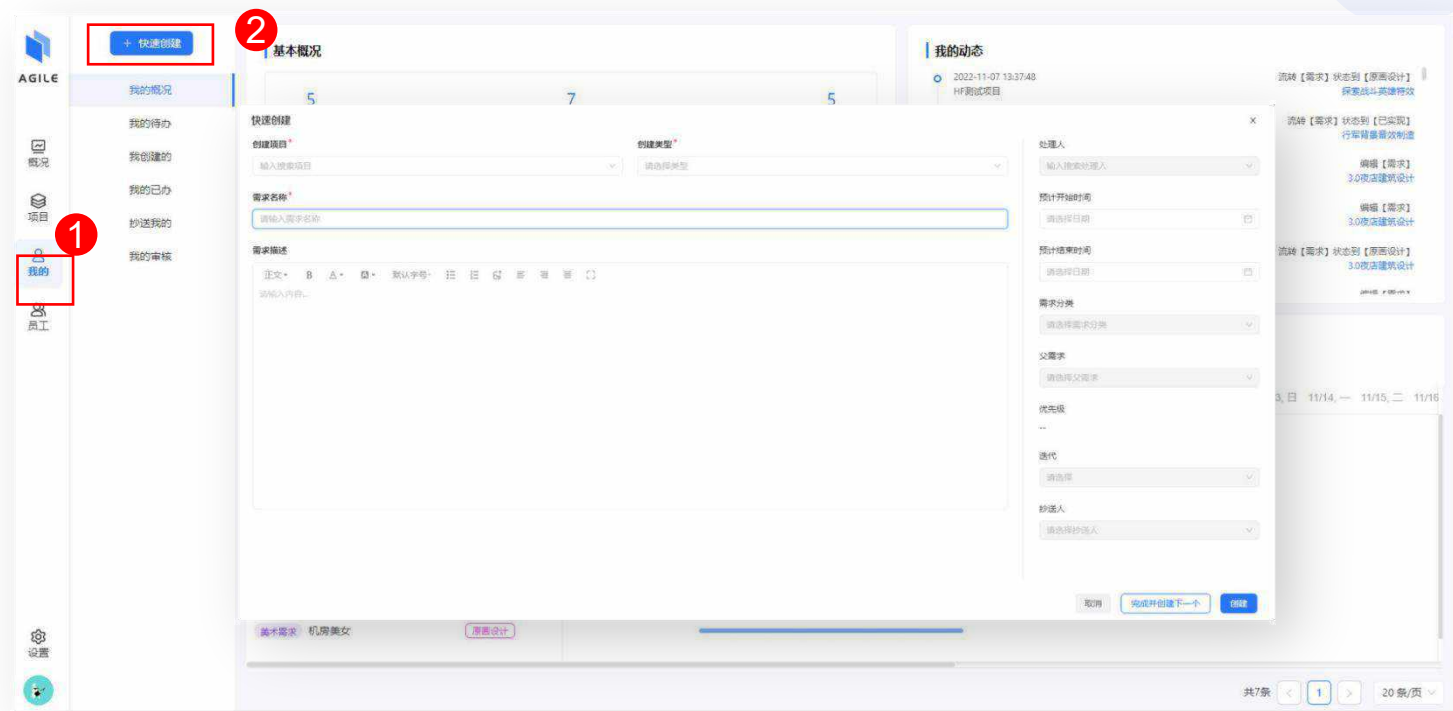 AGILE
概况
项目
1
我的
员工
设置
+ 快速创建
2
我的概况
我的待办
我创建的
我的已办
抄送我的
我的审核
基本概况
5
7
5
我的动态
2022-11-07 13:37:48
HF测试项目
流转【需求】状态到【原画设计】
探索战斗英雄特效
流转【需求】状态到【已实现】
行军背景音效制造
编辑【需求】
3.0夜店建筑设计
编辑【需求】
3.0夜店建筑设计
流转【需求】状态到【原画设计】
3.0夜店建筑设计
快速创建
×
创建项目*
创建类型*
输入搜索项目
请选择类型
需求名称*
请输入需求名称
需求描述
正文 B A 默认字号
请输入内容...
处理人
输入搜索处理人
预计开始时间
请选择日期
预计结束时间
请选择日期
需求分类
请选择需求分类
父需求
请选择父需求
优先级
--
迭代
请选择
抄送人
请选择抄送人
取消 完成并创建下一个 创建
3, 日 11/14, 一 11/15, 二 11/16
美术需求 机房美女 原画设计
共7条 < 1 > 20 条/页